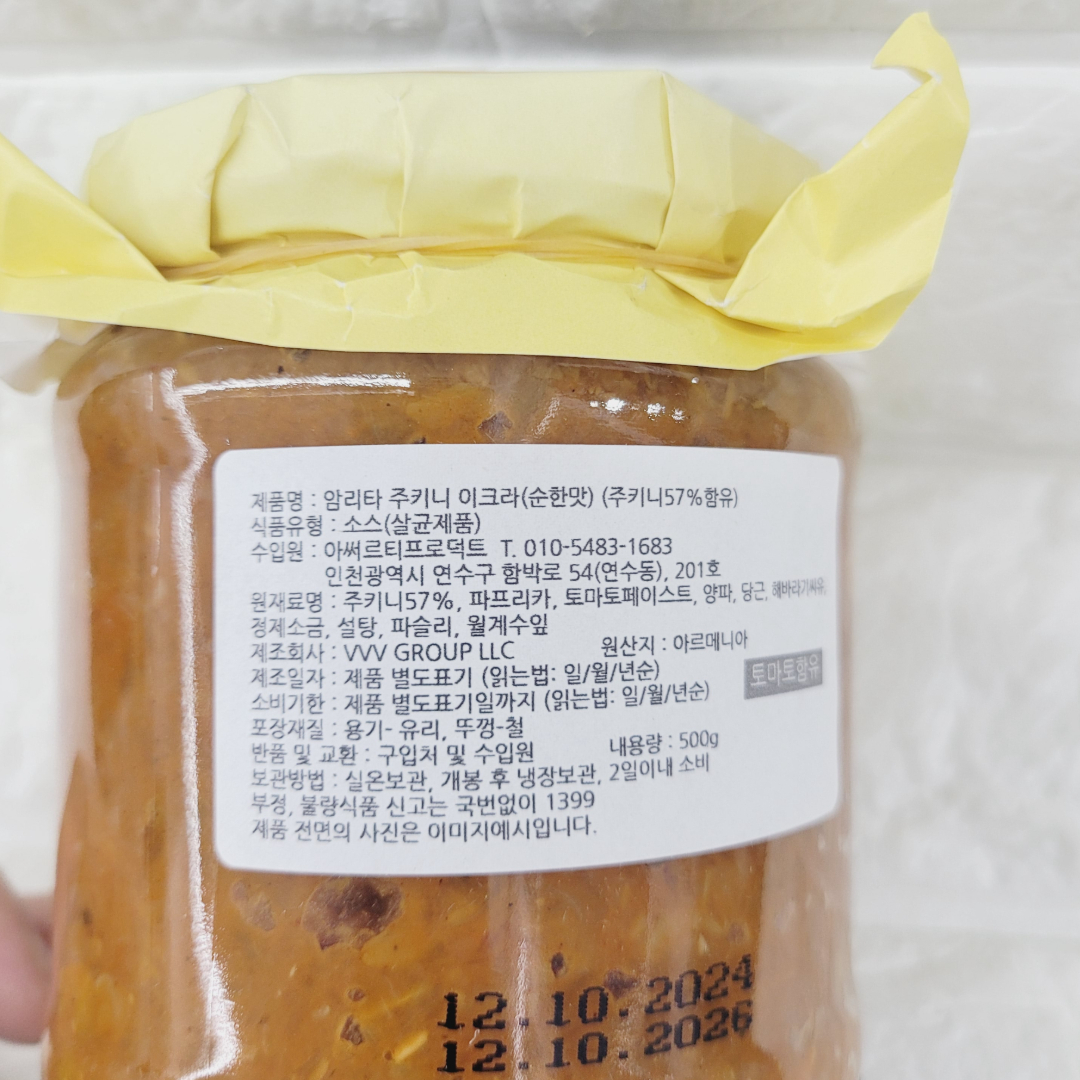 제품명 : 암리타 주키니 이크라(순한맛) (주키니57%함유)
식품유형 : 소스(살균제품)
수입원 : 아써르티프로덕트 T. 010-5483-1683
인천광역시 연수구 함박로 54(연수동), 201호
원재료명 : 주키니57%, 파프리카, 토마토페이스트, 양파, 당근, 해바라기씨유,
정제소금, 설탕, 파슬리, 월계수잎
제조회사 : VVV GROUP LLC 원산지 : 아르메니아
제조일자 : 제품 별도표기 (읽는법: 일/월/년순) 토마토함유
소비기한 : 제품 별도표기일까지 (읽는법: 일/월/년순)
포장재질 : 용기- 유리, 뚜껑-철
반품 및 교환 : 구입처 및 수입원 내용량 : 500g
보관방법 : 실온보관, 개봉 후 냉장보관, 2일이내 소비
부정, 불량식품 신고는 국번없이 1399
제품 전면의 사진은 이미지예시입니다.
12.10.2024
12.10.2026